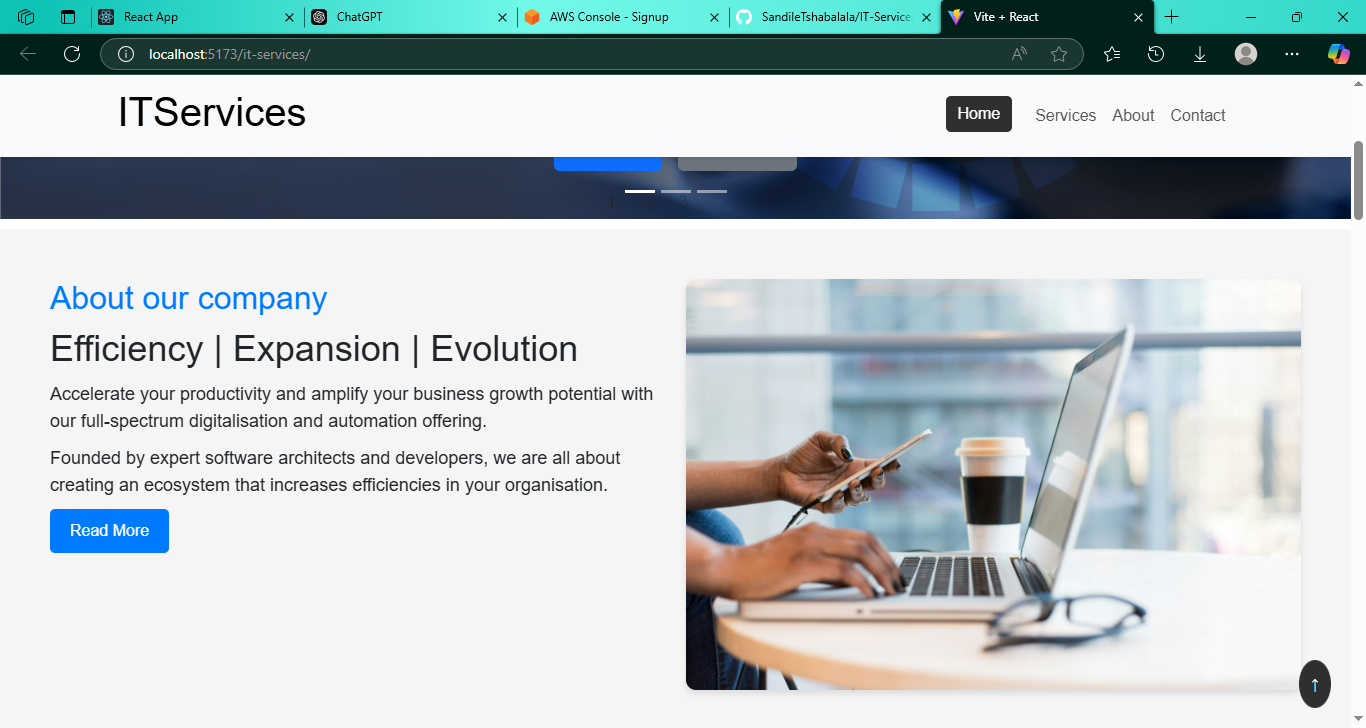 React App
ChatGPT
AWS Console - Signup
SandileTshabalala/IT-Service
Vite + React
localhost:5173/it-services/
ITServices
Home
Services
About
Contact
About our company
Efficiency | Expansion | Evolution
Accelerate your productivity and amplify your business growth potential with
our full-spectrum digitalisation and automation offering.
Founded by expert software architects and developers, we are all about
creating an ecosystem that increases efficiencies in your organisation.
Read More
↑